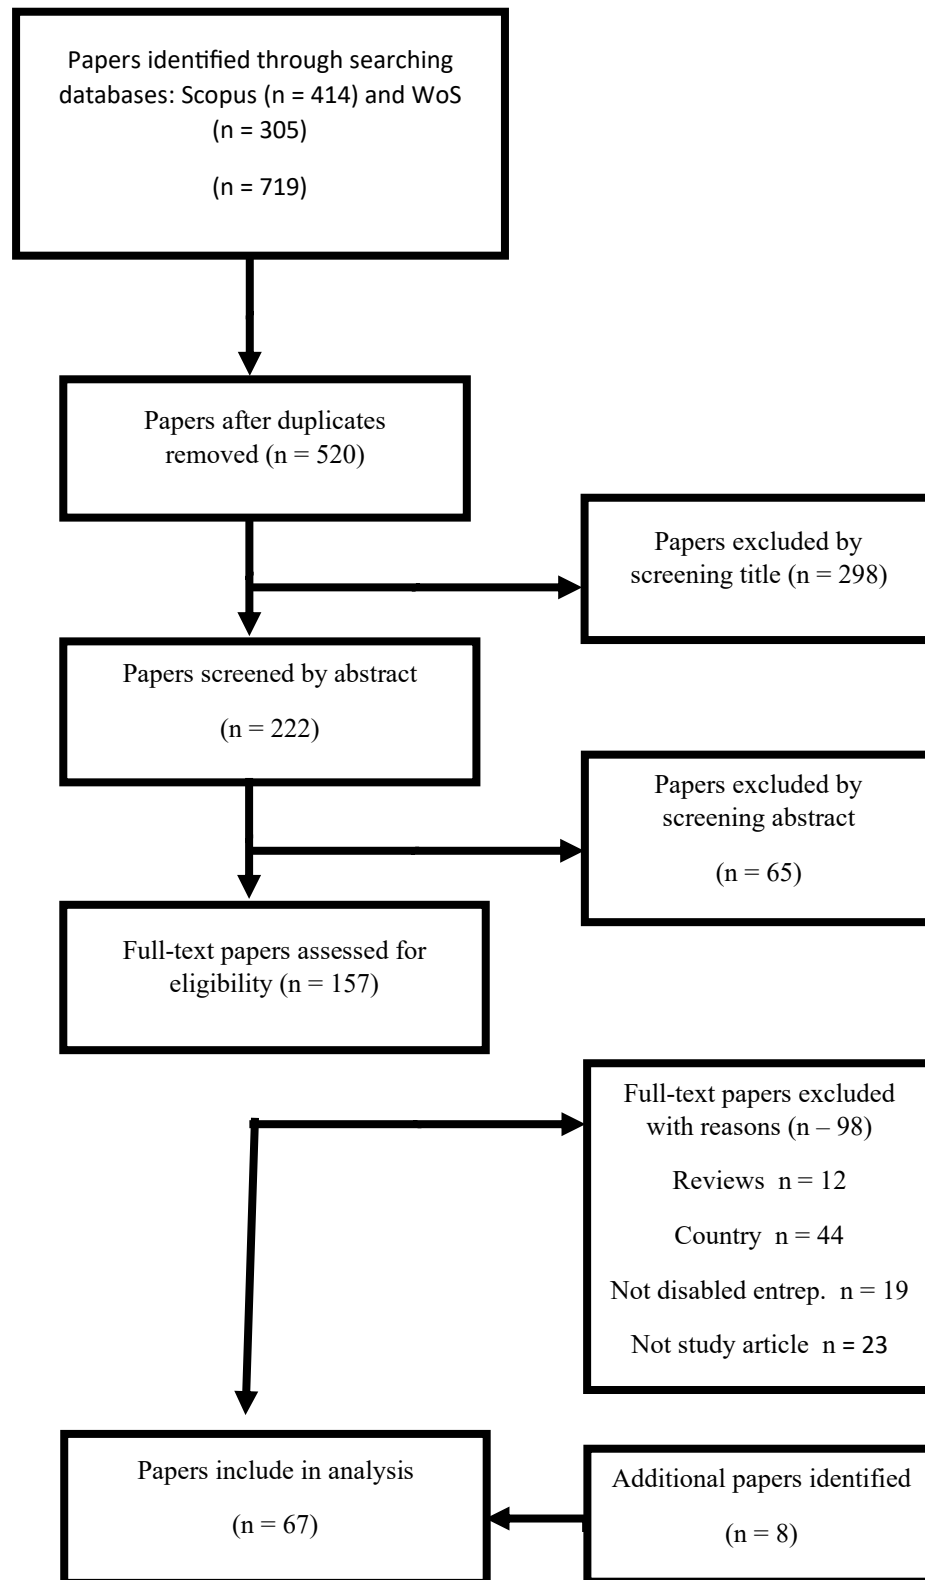 Papers identified through searching
databases: Scopus (n = 414) and WoS
(n = 305)
(n = 719)
Papers after duplicates
removed (n = 520)
Papers excluded by
screening title (n = 298)
Papers screened by abstract
(n = 222)
Papers excluded by
screening abstract
(n = 65)
Full-text papers assessed for
eligibility (n = 157)
Full-text papers excluded
with reasons (n – 98)
Reviews n = 12
Country n = 44
Not disabled entrep. n = 19
Not study article n = 23
Papers include in analysis
(n = 67)
Additional papers identified
(n = 8)